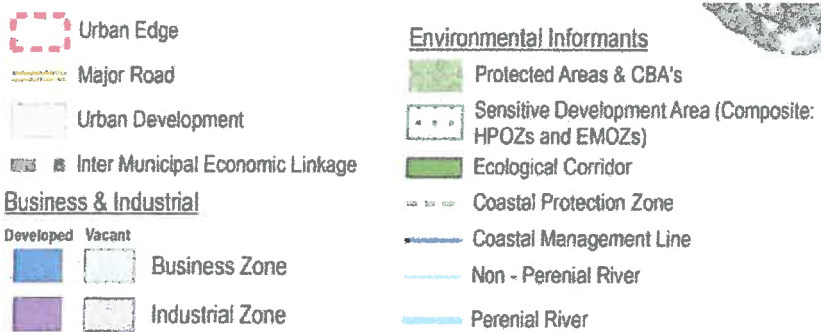 Urban Edge
Major Road
Urban Development
Inter Municipal Economic Linkage
Business & Industrial
Developed Vacant
Business Zone
Industrial Zone
Environmental Informants
Protected Areas & CBA's
Sensitive Development Area (Composite:
HPOZs and EMOZs)
Ecological Corridor
Coastal Protection Zone
Coastal Management Line
Non - Perenial River
Perenial River